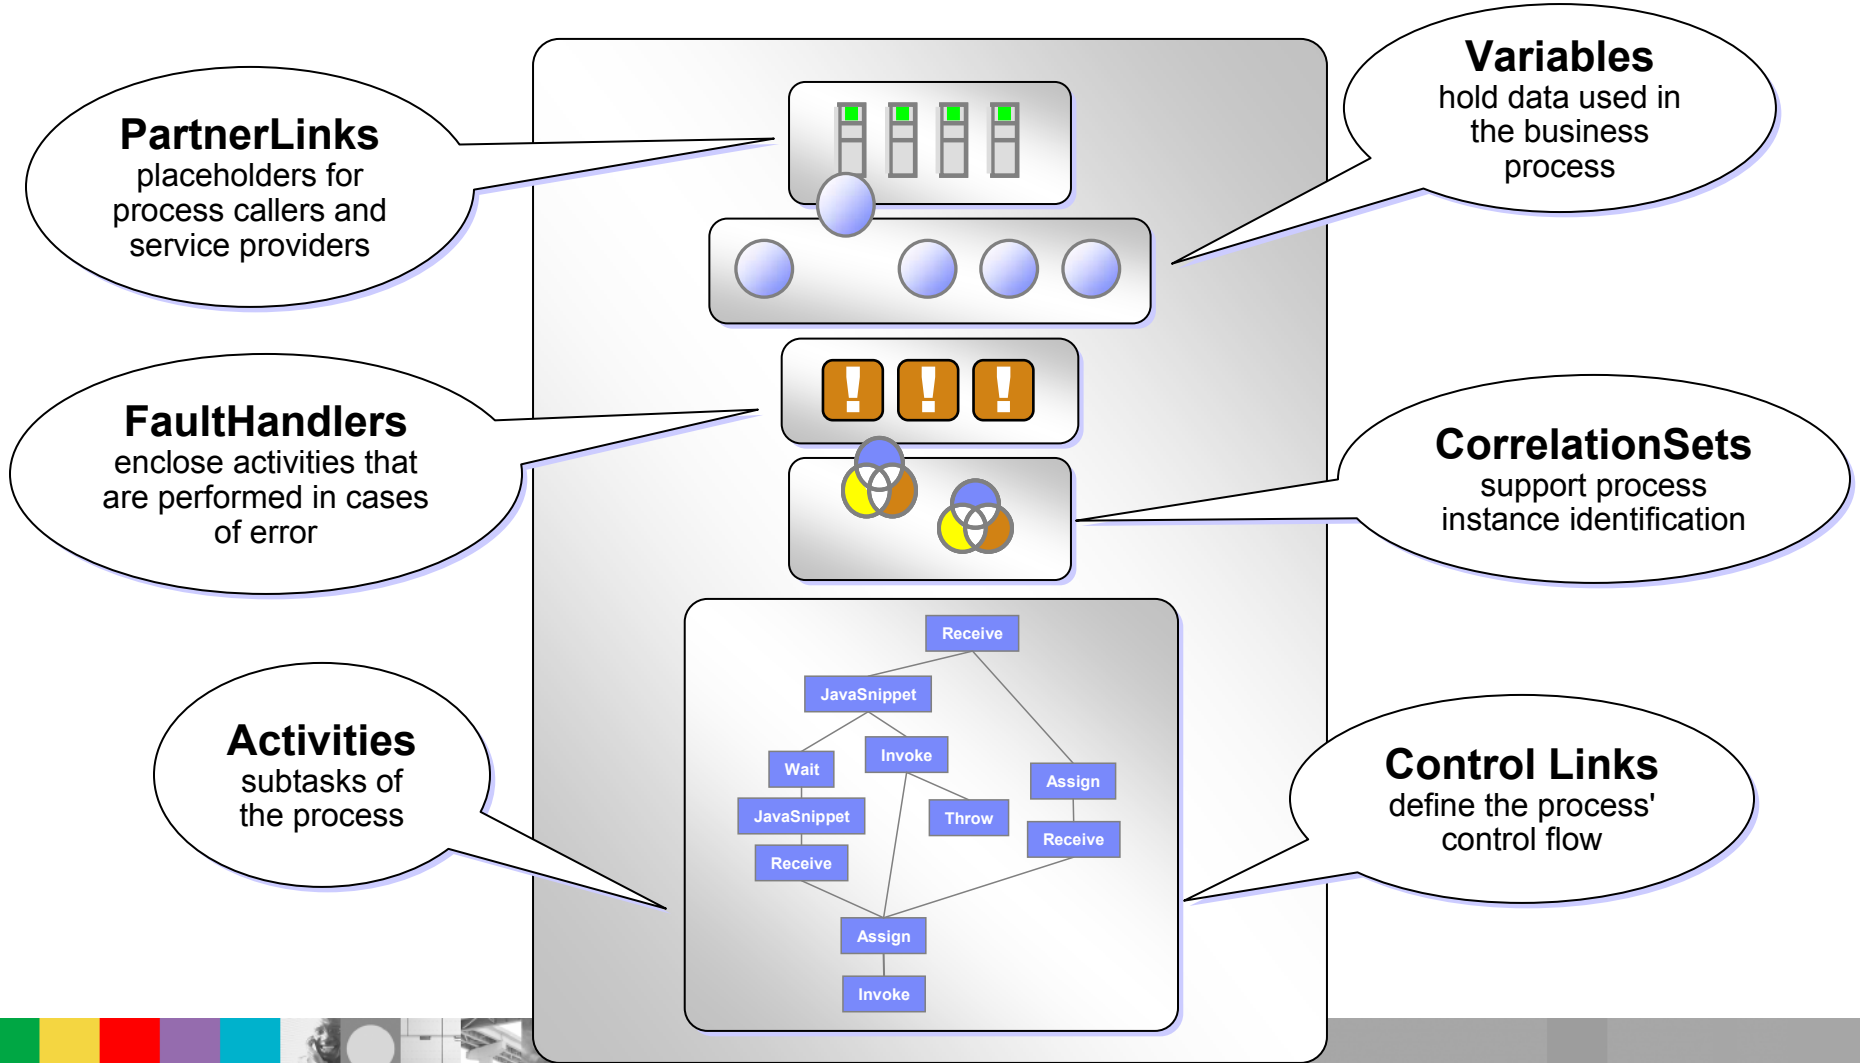 PartnerLinks
placeholders for
process callers and
service providers
Variables
hold data used in
the business
process
FaultHandlers
enclose activities that
are performed in cases
of error
!
!
!
CorrelationSets
support process
instance identification
Activities
subtasks of
the process
Receive
JavaSnippet
Wait
Invoke
Assign
JavaSnippet
Throw
Receive
Receive
Assign
Invoke
Control Links
define the process'
control flow